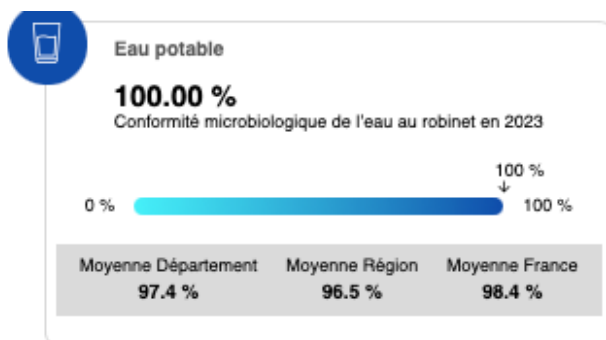 Eau potable
100.00 %
Conformité microbiologique de l'eau au robinet en 2023
100 %
↓
0 % 100 %
Moyenne Département Moyenne Région Moyenne France
97.4 % 96.5 % 98.4 %